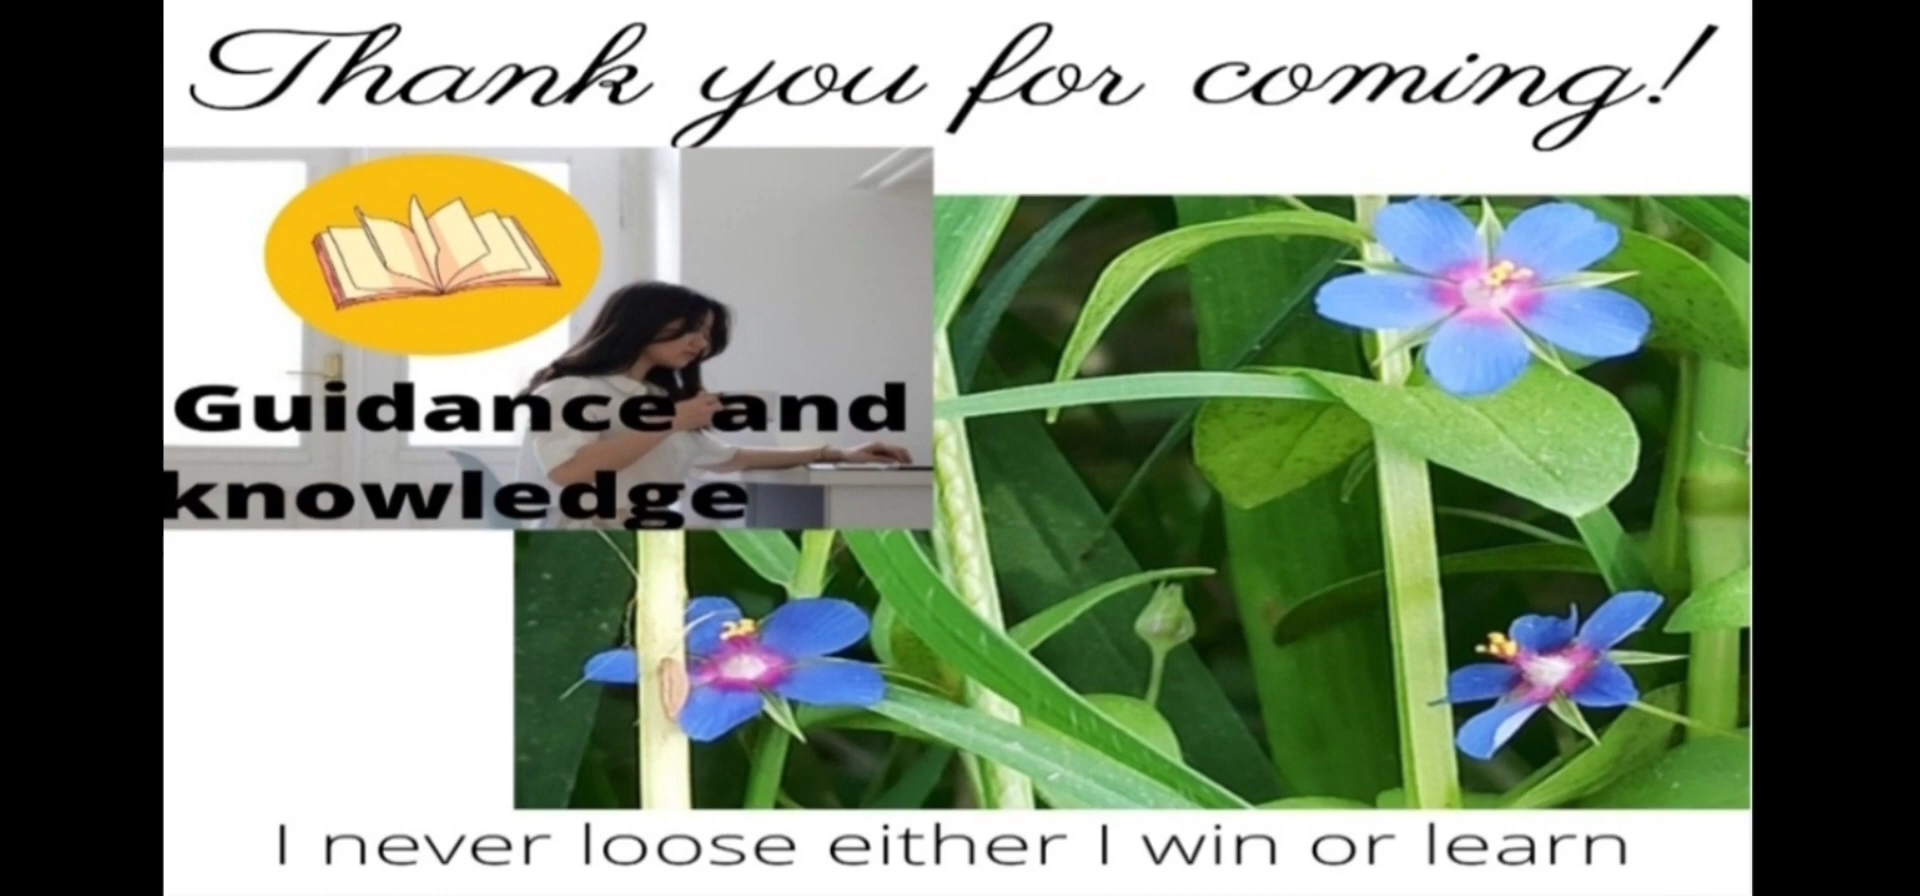 Thank you for coming!
Guidance and
knowledge
I never loose either I win or learn